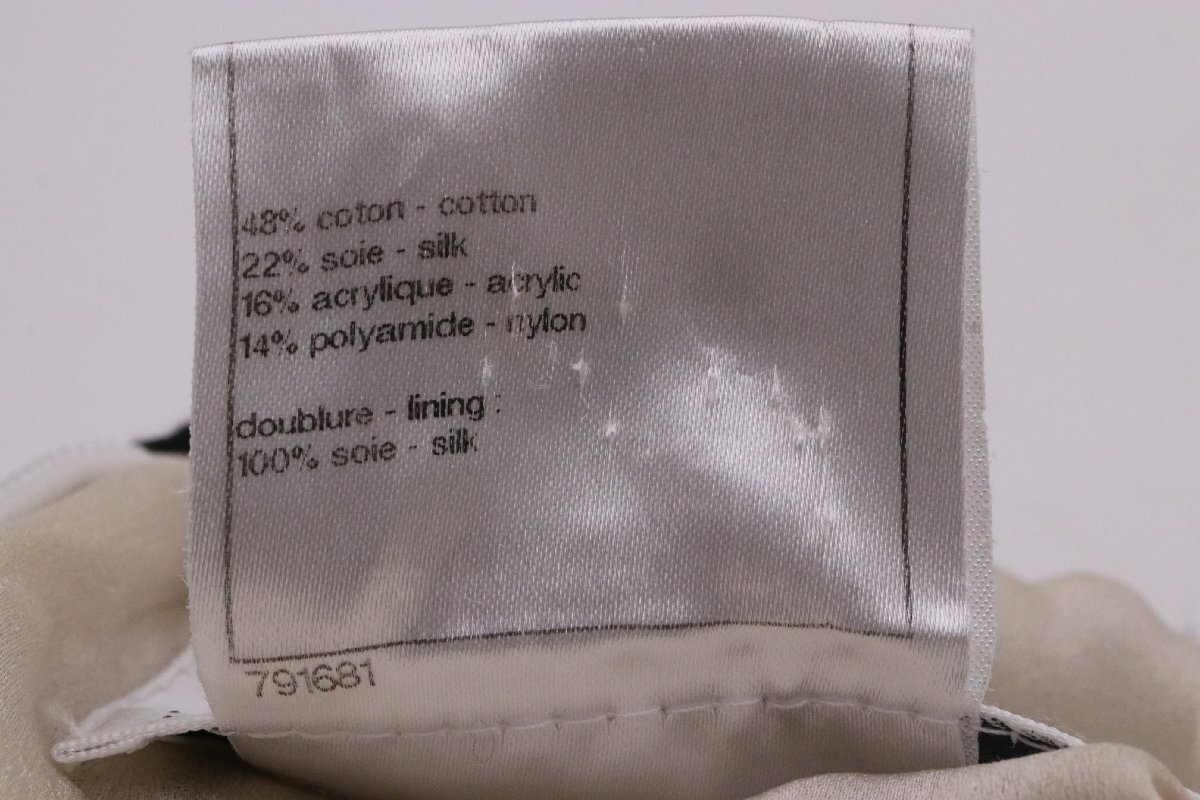 48% coton - cotton
22% soie - silk
16% acrylique - acrylic
14% polyamide - nylon
doublure - lining :
100% soie - silk
791681